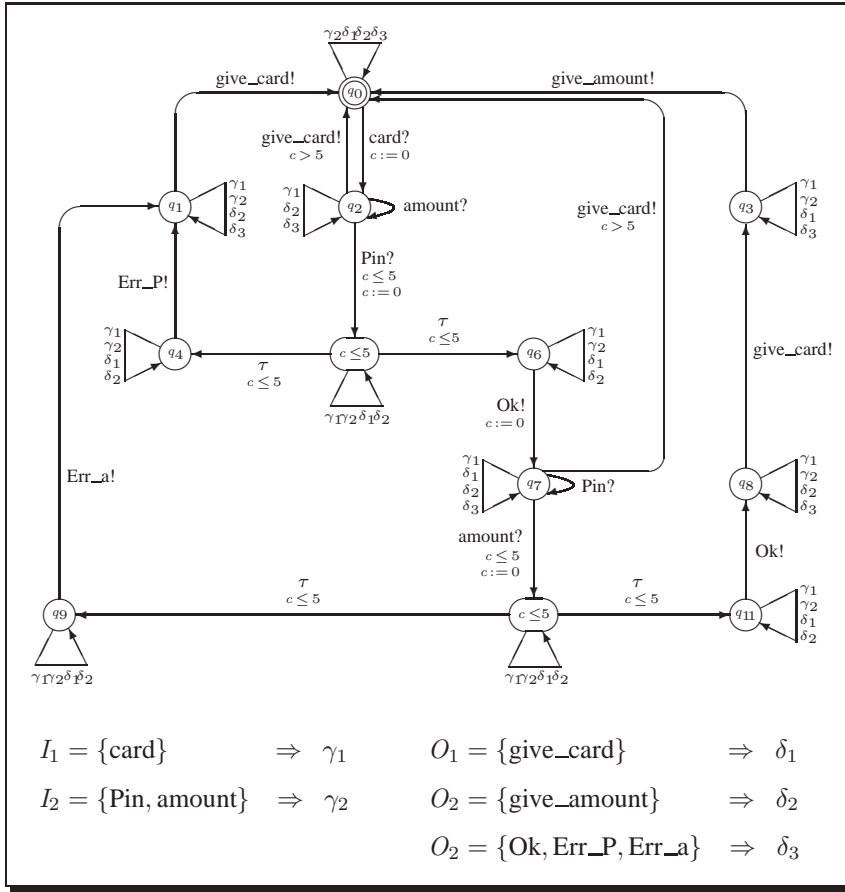 γ2δ1δ2δ3
give_card!
give_amount!
q0
give_card!
c > 5
card?
c := 0
q1
γ1
γ2
δ2
δ3
γ1
δ2
δ3
q2
amount?
give_card!
c > 5
q3
γ1
γ2
δ1
δ3
Pin?
c ≤ 5
c := 0
Err_P!
γ1
γ2
δ1
δ2
q4
τ
c ≤ 5
c ≤5
τ
c ≤ 5
q6
γ1
γ2
δ1
δ2
give_card!
γ1γ2δ1δ2
Ok!
c := 0
Err_a!
γ1
δ1
δ2
δ3
q7
Pin?
q8
γ1
γ2
δ2
δ3
amount?
c ≤ 5
c := 0
Ok!
q9
τ
c ≤ 5
c ≤5
τ
c ≤ 5
q11
γ1
γ2
δ1
δ2
γ1γ2δ1δ2
γ1γ2δ1δ2
I1 = {card} ⇒ γ1 O1 = {give_card} ⇒ δ1
I2 = {Pin, amount} ⇒ γ2 O2 = {give_amount} ⇒ δ2
O2 = {Ok, Err_P, Err_a} ⇒ δ3